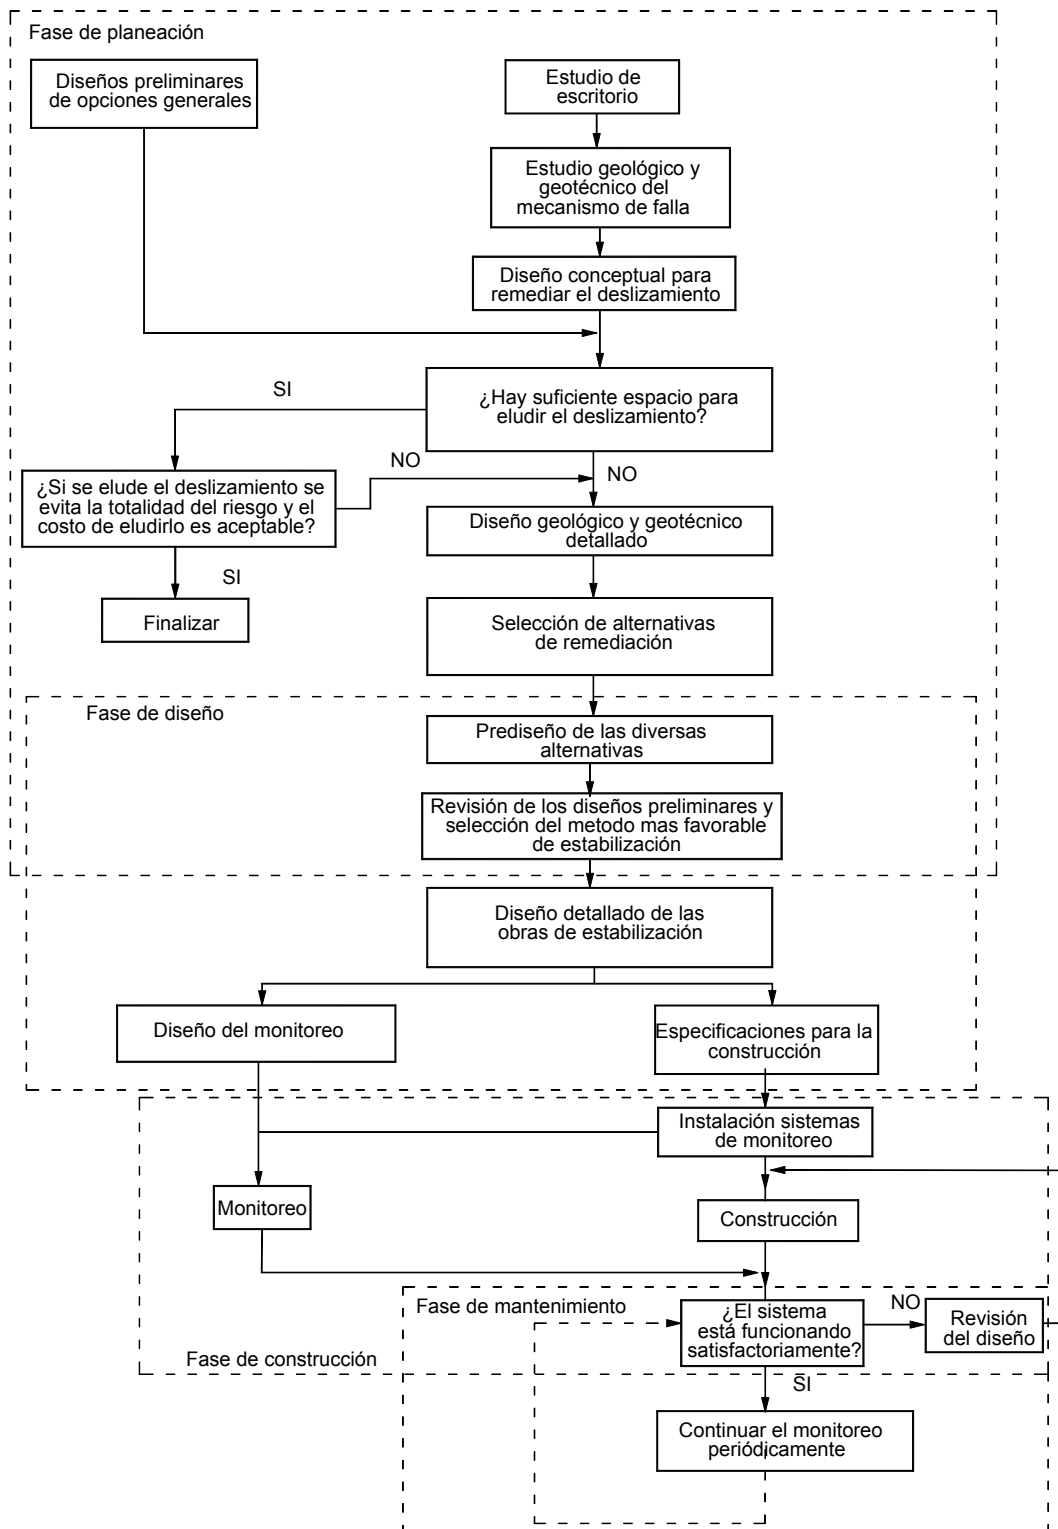 Fase de planeación
Diseños preliminares
de opciones generales
Estudio de
escritorio
Estudio geológico y
geotécnico del
mecanismo de falla
Diseño conceptual para
remediar el deslizamiento
SI
¿Hay suficiente espacio para
eludir el deslizamiento?
NO
NO
¿Si se elude el deslizamiento se
evita la totalidad del riesgo y el
costo de eludirlo es aceptable?
Diseño geológico y geotécnico
detallado
SI
Finalizar
Selección de alternativas
de remediación
Fase de diseño
Prediseño de las diversas
alternativas
Revisión de los diseños preliminares y
selección del metodo mas favorable
de estabilización
Diseño detallado de las
obras de estabilización
Diseño del monitoreo
Especificaciones para la
construcción
Instalación sistemas
de monitoreo
Monitoreo
Construcción
Fase de mantenimiento
¿El sistema
está funcionando
satisfactoriamente?
NO
Revisión
del diseño
Fase de construcción
SI
Continuar el monitoreo
periódicamente